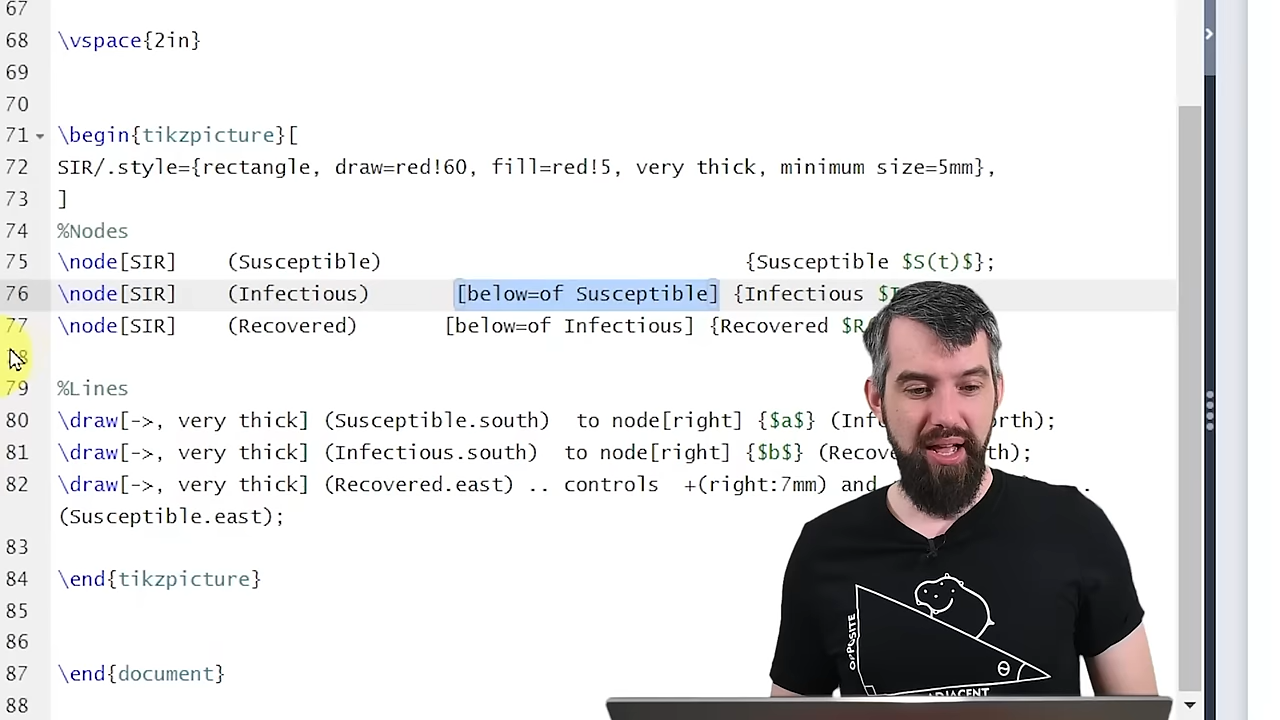 67
68 \vspace{2in}
69
70
71 \begin{tikzpicture}[
72 SIR/.style={rectangle, draw=red!60, fill=red!5, very thick, minimum size=5mm},
73 ]
74 %Nodes
75 \node[SIR] (Susceptible) {Susceptible $S(t)$};
76 \node[SIR] (Infectious) [below=of Susceptible] {Infectious
77 \node[SIR] (Recovered) [below=of Infectious] {Recovered $R
79 %Lines
80 \draw[->, very thick] (Susceptible.south) to node[right] {$a$}
81 \draw[->, very thick] (Infectious.south) to node[right] {$b$}
82 \draw[->, very thick] (Recovered.east) .. controls +(right:7mm) and
(Susceptible.east);
83
84 \end{tikzpicture}
85
86
87 \end{document}
88
OPPOSITE
θ
ADJACENT